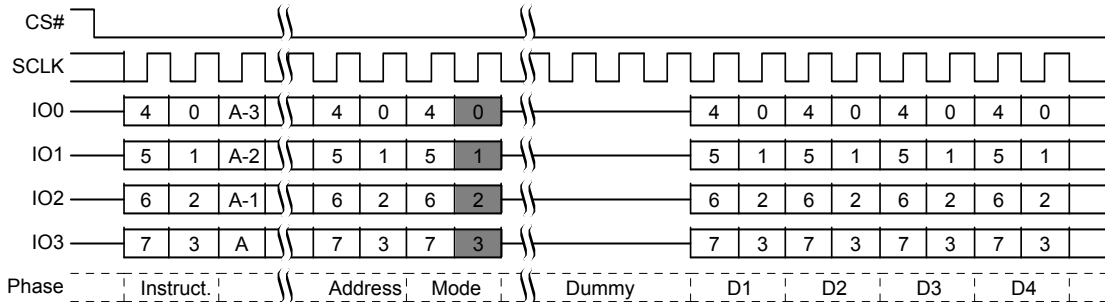 CS#
SCLK
IO0 4 0 A-3 4 0 4 0 4 0 4 0 4 0 4 0
IO1 5 1 A-2 5 1 5 1 5 1 5 1 5 1 5 1
IO2 6 2 A-1 6 2 6 2 6 2 6 2 6 2 6 2
IO3 7 3 A 7 3 7 3 7 3 7 3 7 3 7 3
Phase Instruct. Address Mode Dummy D1 D2 D3 D4